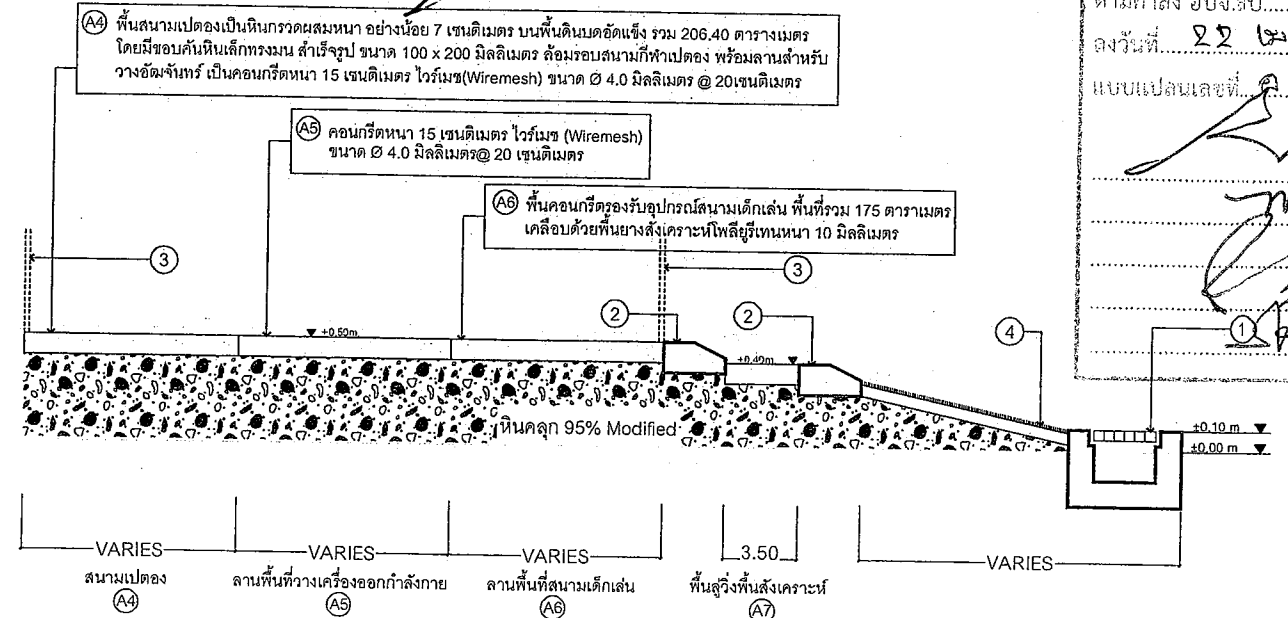 ตามคำสั่ง อบจ.สบ.....
ลงวันที่..... 22
แบบแปลนเลขที่.....
A4 พื้นสนามเปตองเป็นหินกรวดผสมหนา อย่างน้อย 7 เซนติเมตร บนพื้นดินบดอัดแข็ง รวม 206.40 ตารางเมตร
โดยมีขอบคันหินเล็กทรงมน สำเร็จรูป ขนาด 100 x 200 มิลลิเมตร ล้อมรอบสนามกีฬาเปตอง พร้อมลานสำหรับ
วางอัฒจันทร์ เป็นคอนกรีตหนา 15 เซนติเมตร ไวร์เมช(Wiremesh) ขนาด Ø 4.0 มิลลิเมตร @ 20เซนติเมตร
A5 คอนกรีตหนา 15 เซนติเมตร ไวร์เมช (Wiremesh)
ขนาด Ø 4.0 มิลลิเมตร@ 20 เซนติเมตร
A6 พื้นคอนกรีตรองรับอุปกรณ์สนามเด็กเล่น พื้นที่รวม 175 ตาราเมตร
เคลือบด้วยพื้นยางสังเคราะห์โพลียูรีเทนหนา 10 มิลลิเมตร
3
3
2
2
4
1
+0.50m
+0.40m
หินคลุก 95% Modified
±0.10 m
±0.00 m
VARIES
VARIES
VARIES
3.50
VARIES
สนามเปตอง
ลานพื้นที่วางเครื่องออกกำลังกาย
ลานพื้นที่สนามเด็กเล่น
พื้นลู่วิ่งพื้นสังเคราะห์
A4
A5
A6
A7